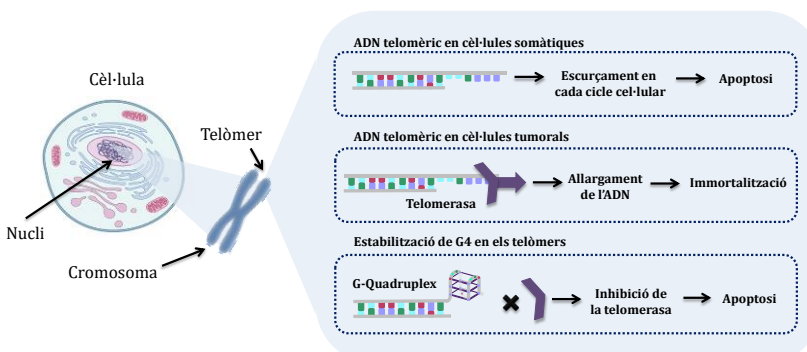 Cèl·lula
Telòmer
Nucli
Cromosoma
ADN telomèric en cèl·lules somàtiques
Escurçament en
cada cicle cel·lular
Apoptosi
ADN telomèric en cèl·lules tumorals
Telomerasa
Allargament
de l'ADN
Immortalització
Estabilització de G4 en els telòmers
G-Quadruplex
Inhibició de
la telomerasa
Apoptosi